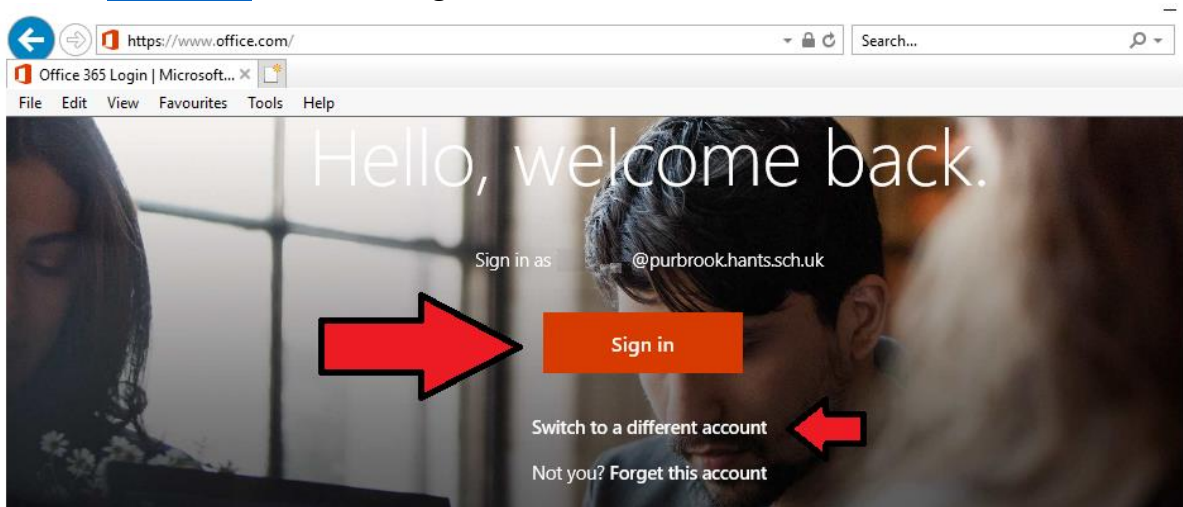 https://www.office.com/
Search...
Office 365 Login | Microsoft...
File Edit View Favourites Tools Help
Hello, welcome back.
Sign in as @purbrook.hants.sch.uk
Sign in
Switch to a different account
Not you? Forget this account